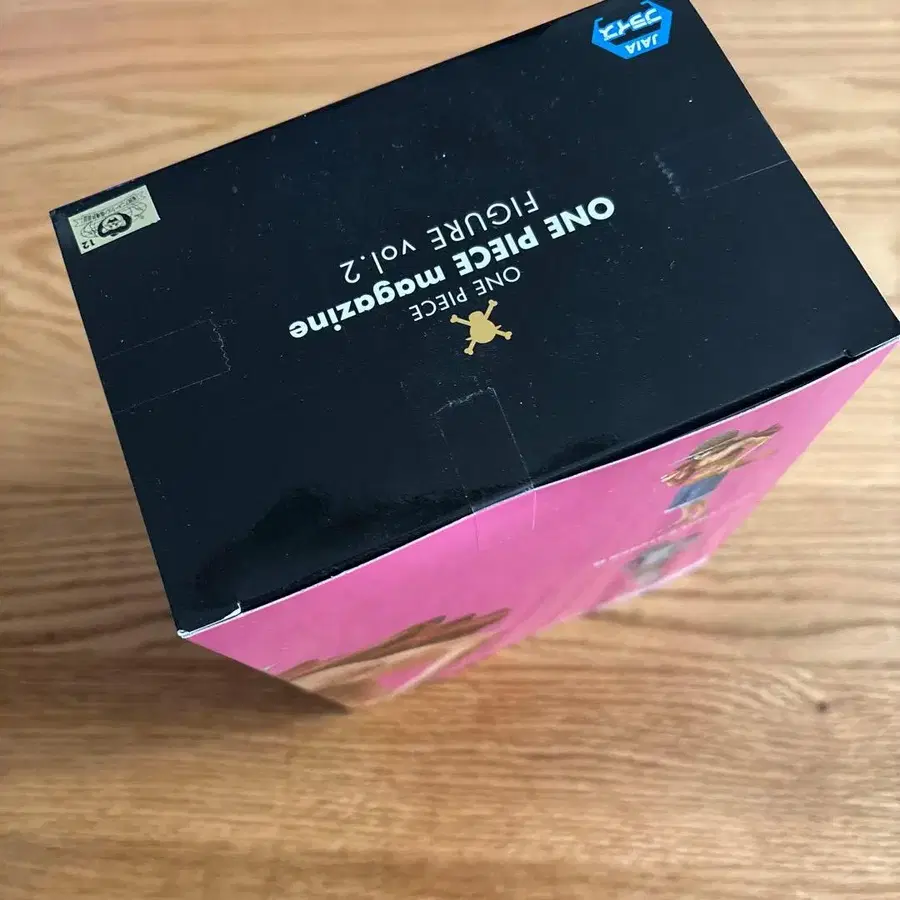 ONE PIECE
ONE PIECE magazine
FIGURE vol.2
JAIA
プライズ
12